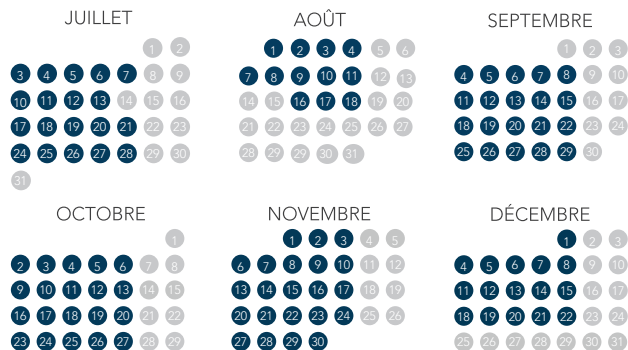 JUILLET
1 2
3 4 5 6 7 8 9
10 11 12 13 14 15 16
17 18 19 20 21 22 23
24 25 26 27 28 29 30
31
AOÛT
1 2 3 4 5 6
7 8 9 10 11 12 13
14 15 16 17 18 19 20
21 22 23 24 25 26 27
28 29 29 30 31
SEPTEMBRE
1 2 3
4 5 6 7 8 9 10
11 12 13 14 15 16 17
18 19 20 21 22 23 24
25 26 27 28 29 30
OCTOBRE
1
2 3 4 5 6 7 8
9 10 11 12 13 14 15
16 17 18 19 20 21 22
23 24 25 26 27 28 29
NOVEMBRE
1 2 3 4 5
6 7 8 9 10 11 12
13 14 15 16 17 18 19
20 21 22 23 24 25 26
27 28 29 30
DÉCEMBRE
1 2 3
4 5 6 7 8 9 10
11 12 13 14 15 16 17
18 19 20 21 22 23 24
25 26 27 28 29 30 31